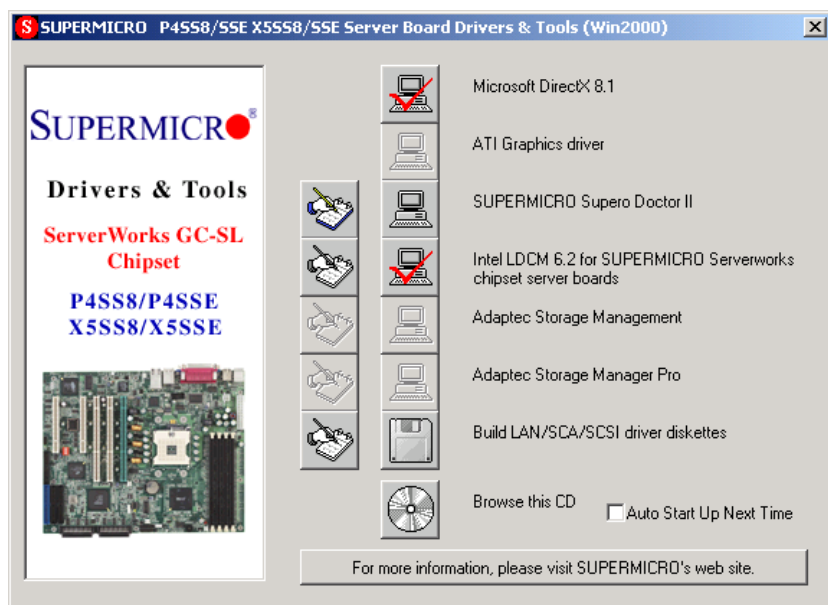 S SUPERMICRO P4SS8/SSE X5SS8/SSE Server Board Drivers & Tools (Win2000)
SUPERMICR®
Drivers & Tools
ServerWorks GC-SL
Chipset
P4SS8/P4SSE
X5SS8/X5SSE
Microsoft DirectX 8.1
ATI Graphics driver
SUPERMICRO Supero Doctor II
Intel LDCM 6.2 for SUPERMICRO Serverworks
chipset server boards
Adaptec Storage Management
Adaptec Storage Manager Pro
Build LAN/SCA/SCSI driver diskettes
Browse this CD
Auto Start Up Next Time
For more information, please visit SUPERMICRO's web site.